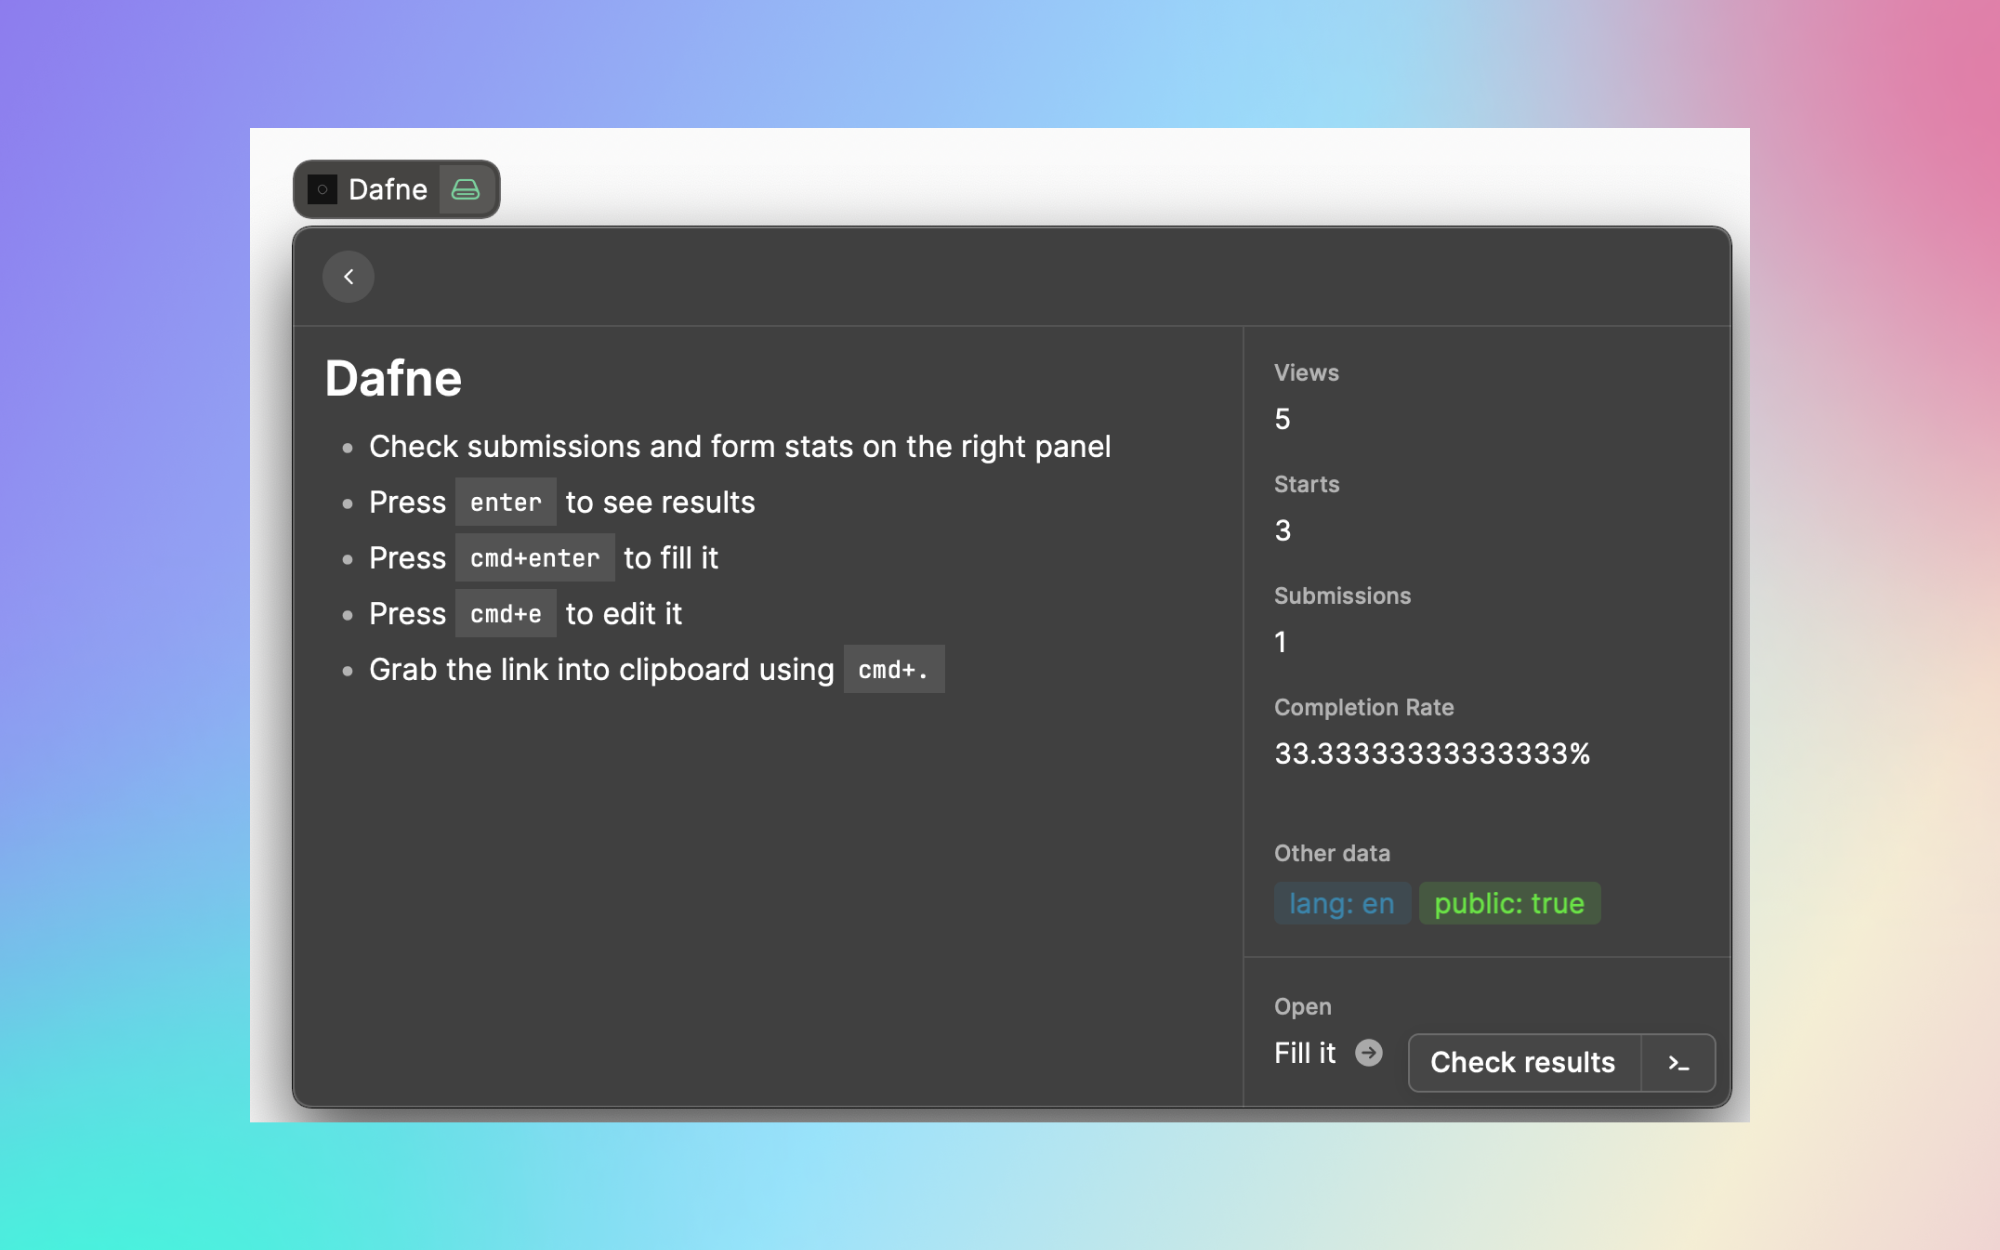 Dafne
Dafne
Check submissions and form stats on the right panel
Press enter to see results
Press cmd+enter to fill it
Press cmd+e to edit it
Grab the link into clipboard using cmd+.
Views
5
Starts
3
Submissions
1
Completion Rate
33.33333333333333%
Other data
lang: en public: true
Open
Fill it
Check results